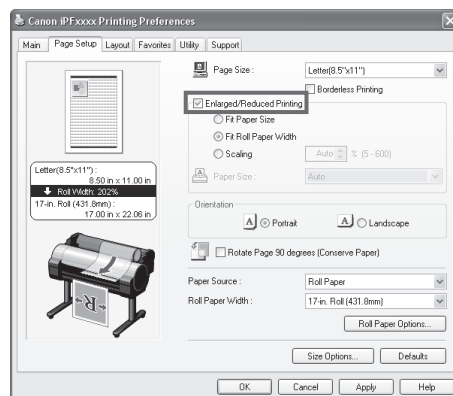 Canon iPFxxxx Printing Preferences
Main Page Setup Layout Favorites Utility Support
Page Size : Letter(8.5"x11")
Borderless Printing
Enlarged/Reduced Printing
Fit Paper Size
Fit Roll Paper Width
Scaling Auto % (5 - 600)
Paper Size : Auto
Letter(8.5"x11") :
8.50 in x 11.00 in
Roll Width: 202%
17-in. Roll (431.8mm) :
17.00 in x 22.06 in
Orientation
A Portrait A Landscape
Rotate Page 90 degrees (Conserve Paper)
Paper Source : Roll Paper
Roll Paper Width : 17-in. Roll (431.8mm)
Roll Paper Options...
Size Options... Defaults
OK Cancel Apply Help
R